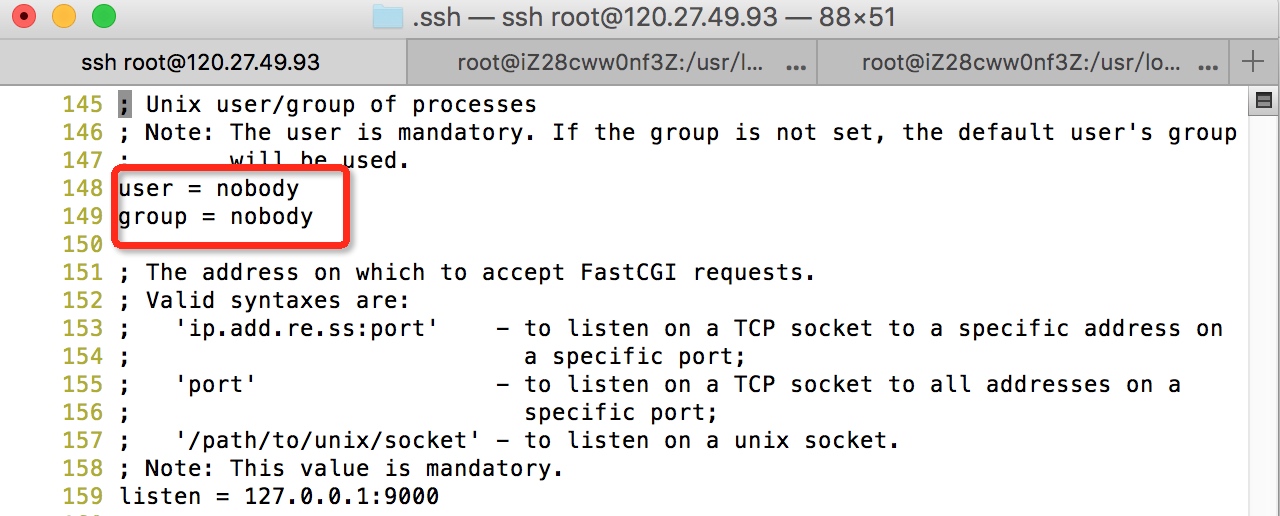 .ssh — ssh root@120.27.49.93 — 88×51
ssh root@120.27.49.93
root@iZ28cww0nf3Z:/usr/l... ...
root@iZ28cww0nf3Z:/usr/lo... ...
145 ; Unix user/group of processes
146 ; Note: The user is mandatory. If the group is not set, the default user's group
147 ;       will be used.
148 user = nobody
149 group = nobody
150
151 ; The address on which to accept FastCGI requests.
152 ; Valid syntaxes are:
153 ;   'ip.add.re.ss:port'    - to listen on a TCP socket to a specific address on
154 ;                            a specific port;
155 ;   'port'                 - to listen on a TCP socket to all addresses on a
156 ;                            specific port;
157 ;   '/path/to/unix/socket' - to listen on a unix socket.
158 ; Note: This value is mandatory.
159 listen = 127.0.0.1:9000